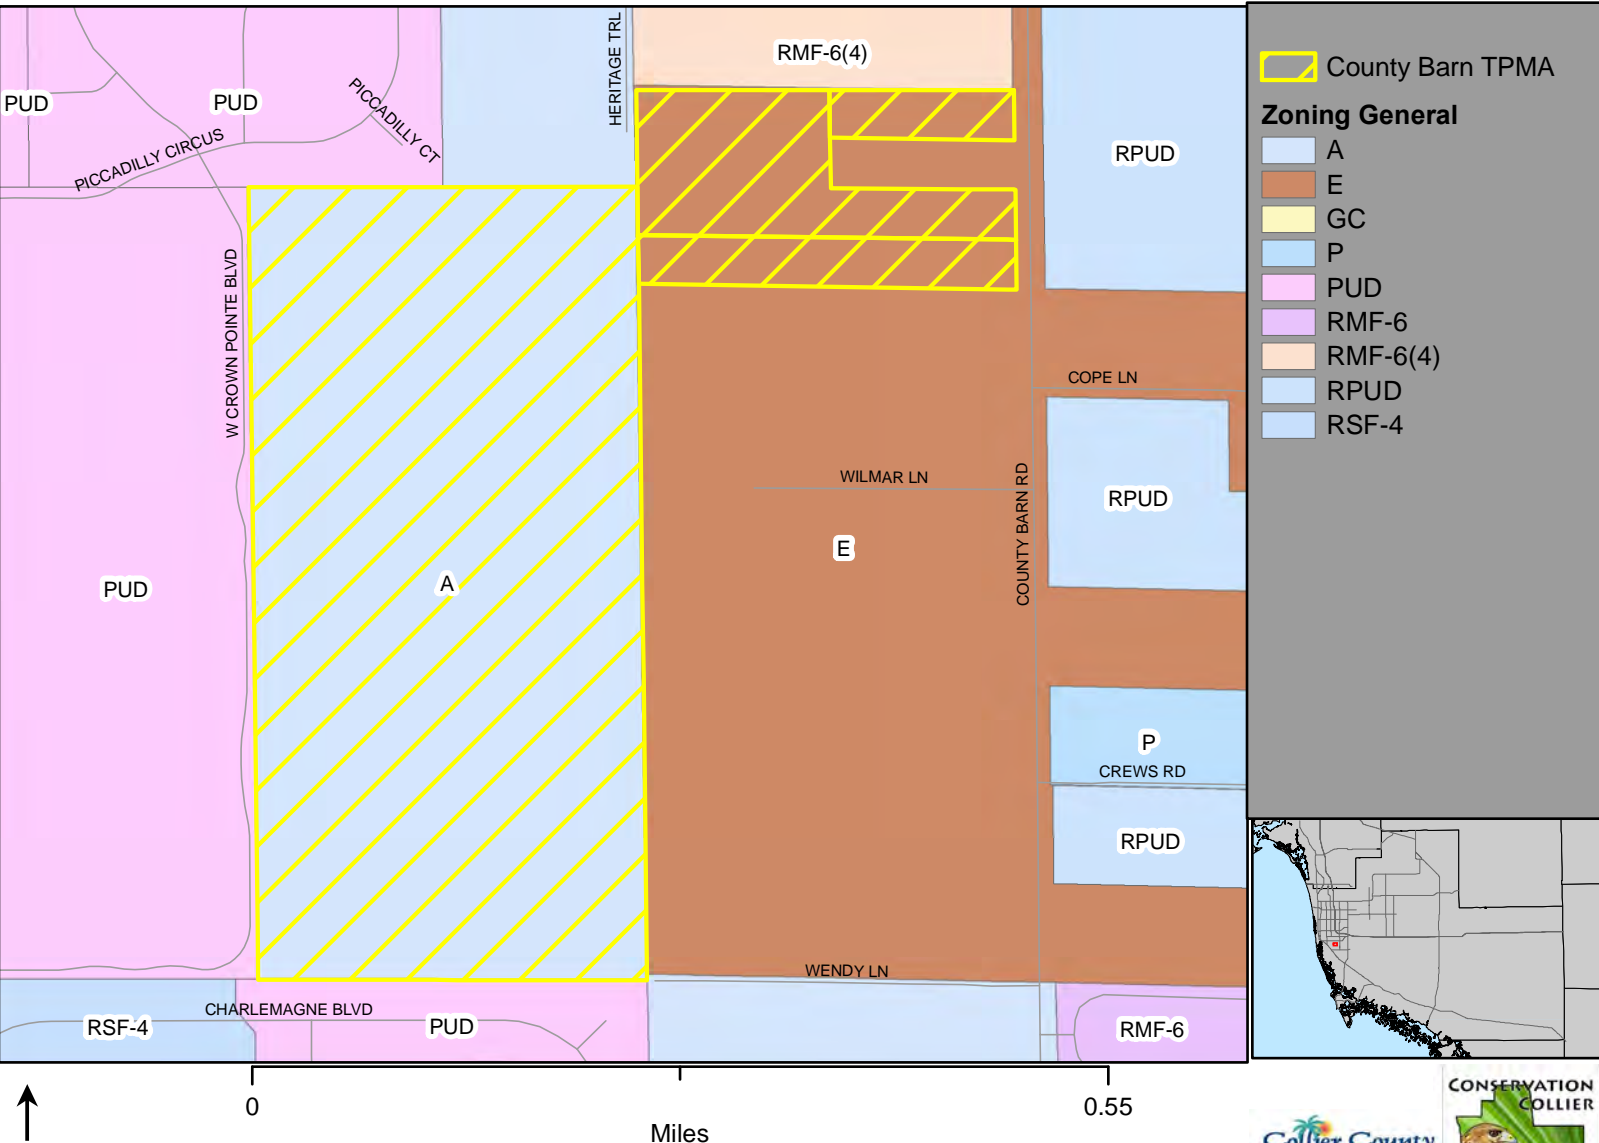 HERITAGE TRL
RMF-6(4)
PUD
PUD
PICCADILLY CT
PICCADILLY CIRCUS
RPUD
W CROWN POINTE BLVD
COPE LN
WILMAR LN
COUNTY BARN RD
RPUD
E
A
PUD
P
CREWS RD
RPUD
WENDY LN
CHARLEMAGNE BLVD
RSF-4
PUD
RMF-6
County Barn TPMA
Zoning General
A
E
GC
P
PUD
RMF-6
RMF-6(4)
RPUD
RSF-4
0
0.55
Miles
Collier County
CONSERVATION
COLLIER